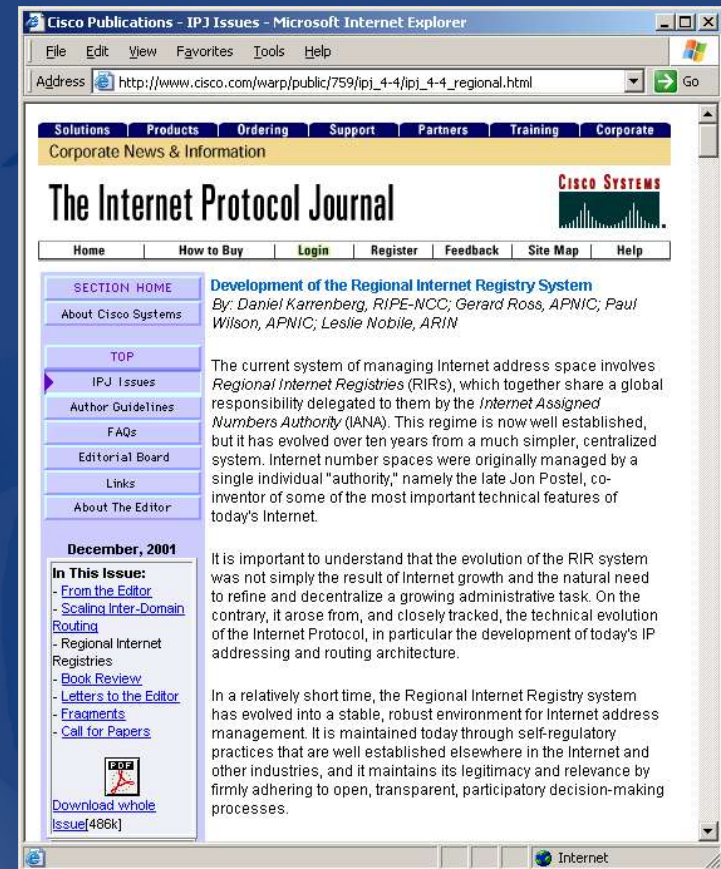 Cisco Publications - IPJ Issues - Microsoft Internet Explorer
File Edit View Favorites Tools Help
Address http://www.cisco.com/warp/public/759/ipj_4-4/ipj_4-4_regional.html Go
Solutions Products Ordering Support Partners Training Corporate
Corporate News & Information
The Internet Protocol Journal
CISCO SYSTEMS
Home How to Buy Login Register Feedback Site Map Help
SECTION HOME
About Cisco Systems
TOP
IPJ Issues
Author Guidelines
FAQs
Editorial Board
Links
About The Editor
December, 2001
In This Issue:
- From the Editor
- Scaling Inter-Domain
Routing
- Regional Internet
Registries
- Book Review
- Letters to the Editor
- Fragments
- Call for Papers
PDF
Download whole
Issue[486k]
Development of the Regional Internet Registry System
By: Daniel Karrenberg, RIPE-NCC; Gerard Ross, APNIC; Paul
Wilson, APNIC; Leslie Nobile, ARIN
The current system of managing Internet address space involves
Regional Internet Registries (RIRs), which together share a global
responsibility delegated to them by the Internet Assigned
Numbers Authority (IANA). This regime is now well established,
but it has evolved over ten years from a much simpler, centralized
system. Internet number spaces were originally managed by a
single individual "authority," namely the late Jon Postel, co-
inventor of some of the most important technical features of
today's Internet.
It is important to understand that the evolution of the RIR system
was not simply the result of Internet growth and the natural need
to refine and decentralize a growing administrative task. On the
contrary, it arose from, and closely tracked, the technical evolution
of the Internet Protocol, in particular the development of today's IP
addressing and routing architecture.
In a relatively short time, the Regional Internet Registry system
has evolved into a stable, robust environment for Internet address
management. It is maintained today through self-regulatory
practices that are well established elsewhere in the Internet and
other industries, and it maintains its legitimacy and relevance by
firmly adhering to open, transparent, participatory decision-making
processes.
Internet